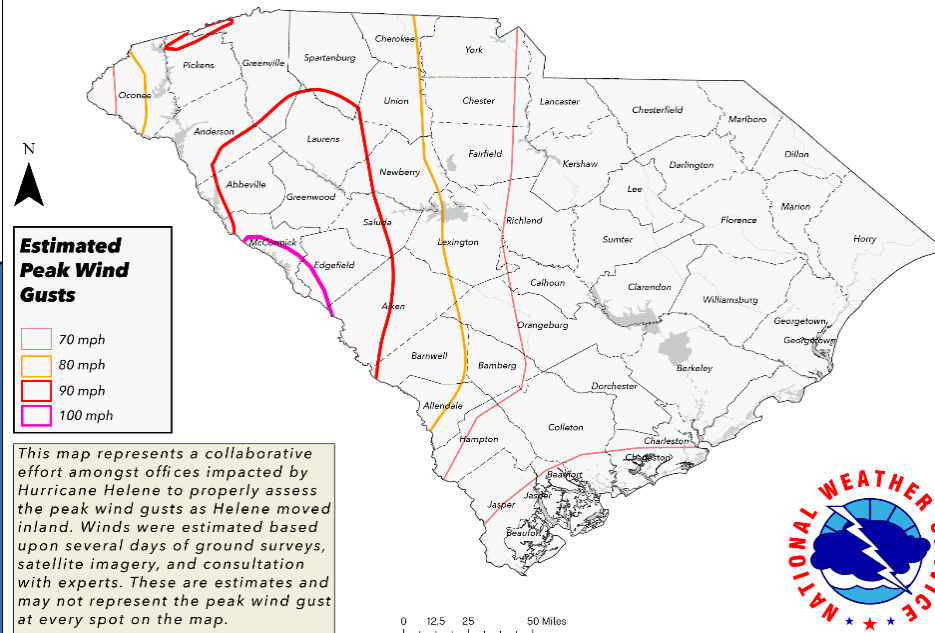 Cherokee
York
Spartanburg
Greenville
Pickens
Oconee
Union
Chester
Lancaster
Chesterfield
Marlboro
Anderson
Laurens
Fairfield
Kershaw
Darlington
Dillon
N
Newberry
Abbeville
Greenwood
Lee
Marion
Saluda
Richland
Florence
McCormick
Lexington
Sumter
Horry
Edgefield
Calhoun
Clarendon
Williamsburg
Aiken
Orangeburg
Georgetown
Georgetown
Barnwell
Bamberg
Berkeley
Dorchester
Allendale
Colleton
Hampton
Charleston
Charleston
Beaufort
Jasper
Jasper
Beaufort
Estimated
Peak Wind
Gusts
70 mph
80 mph
90 mph
100 mph
This map represents a collaborative
effort amongst offices impacted by
Hurricane Helene to properly assess
the peak wind gusts as Helene moved
inland. Winds were estimated based
upon several days of ground surveys,
satellite imagery, and consultation
with experts. These are estimates and
may not represent the peak wind gust
at every spot on the map.
0 12.5 25 50 Miles
NATIONAL WEATHER SERVICE